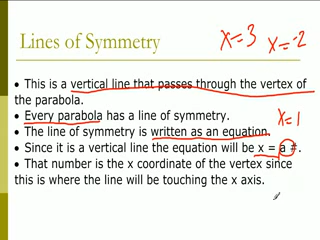 Lines of Symmetry
x=3 x=-2
• This is a vertical line that passes through the vertex of
the parabola.
• Every parabola has a line of symmetry.
x=1
• The line of symmetry is written as an equation.
• Since it is a vertical line the equation will be x = a #.
• That number is the x coordinate of the vertex since
this is where the line will be touching the x axis.